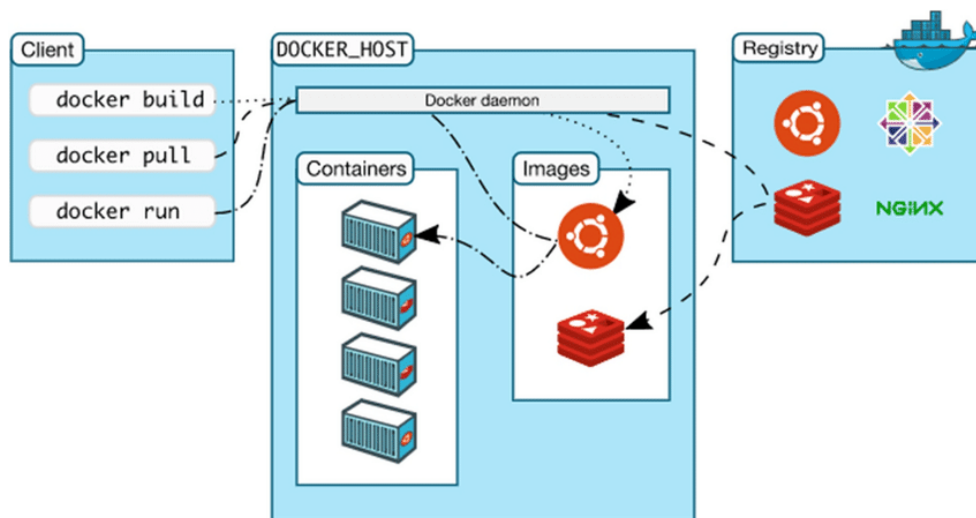 Client
docker build
docker pull
docker run
DOCKER_HOST
Docker daemon
Containers
Images
Registry
NGINX